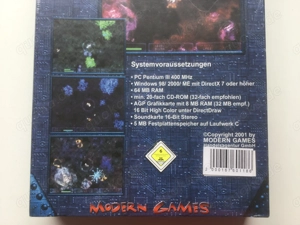 Systemvoraussetzungen
• PC Pentium III 400 MHz
• Windows 98/ 2000/ ME mit DirectX 7 oder höher
• 64 MB RAM
• min. 20-fach CD-ROM (32-fach empfohlen)
• AGP Grafikkarte mit 8 MB RAM (32 MB empf.)
16 Bit High Color unter DirectDraw
• Soundkarte 16-Bit Stereo
• 5 MB Festplattenspeicher auf Laufwerk C
©Copyright 2001 by
MODERN GAMES
MODERN GAMES